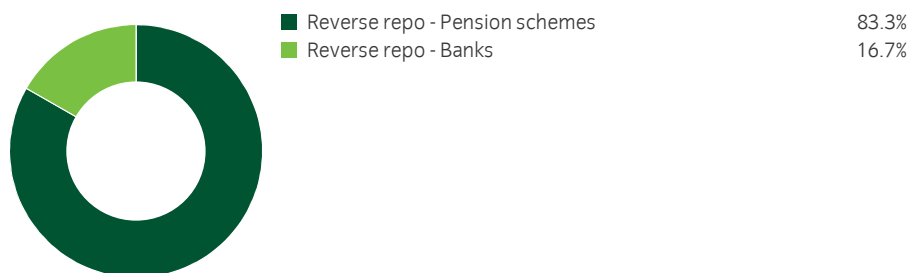 Reverse repo - Pension schemes 83.3%
Reverse repo - Banks 16.7%